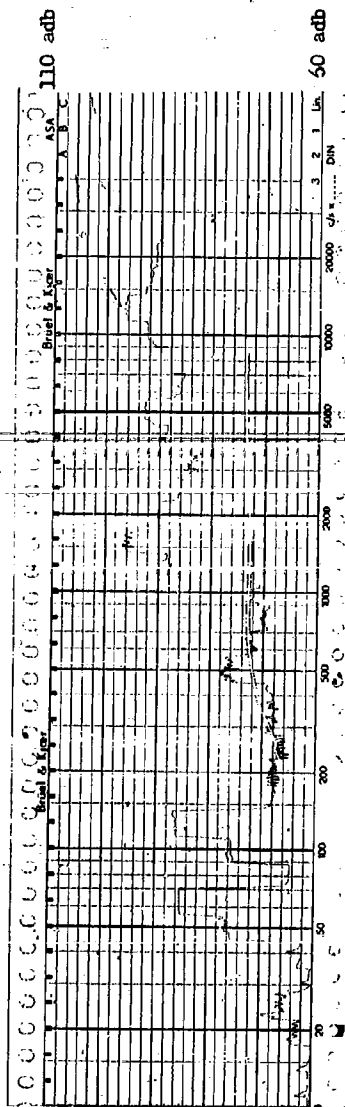 110 adb
60 adb
Bruel & Kjær
Bruel & Kjær
ASA
A B C
3 2 1 Lin.
c/s x ...... DIN
20 50 100 200 500 1000 2000 5000 10000 20000